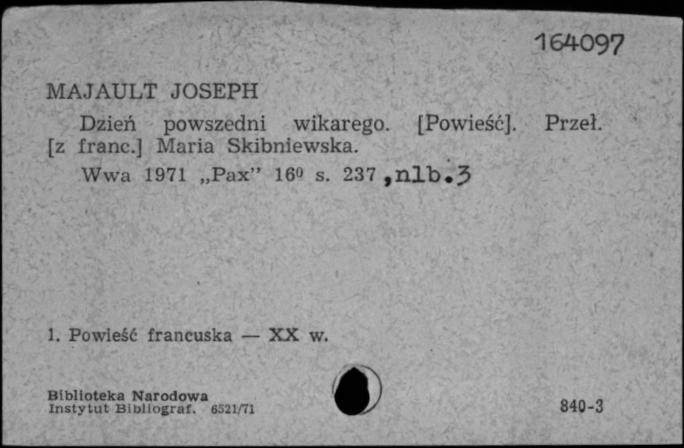 164097
MAJAULT JOSEPH
Dzień powszedni wikarego. [Powieść]. Przeł.
[z franc.] Maria Skibniewska.
Wwa 1971 „Pax” 16⁰ s. 237 , nlb. 3
1. Powieść francuska — XX w.
Biblioteka Narodowa
Instytut Bibliograf. 6521/71
840-3